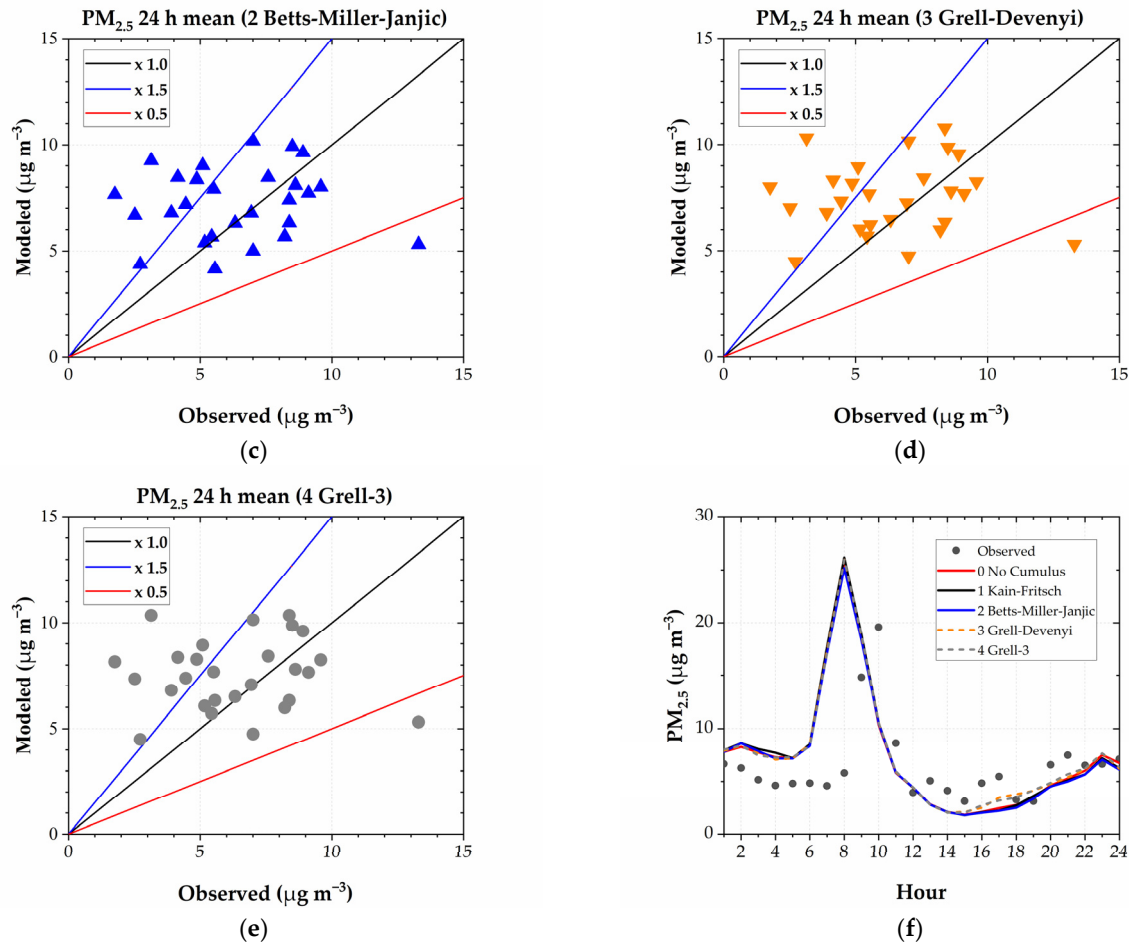 PM2.5 24 h mean (2 Betts-Miller-Janjic)
15
10
5
0
x 1.0
x 1.5
x 0.5
Modeled (μg m−3)
0 5 10 15
Observed (μg m−3)
(c)
PM2.5 24 h mean (3 Grell-Devenyi)
15
10
5
0
x 1.0
x 1.5
x 0.5
Modeled (μg m−3)
0 5 10 15
Observed (μg m−3)
(d)
PM2.5 24 h mean (4 Grell-3)
15
10
5
0
x 1.0
x 1.5
x 0.5
Modeled (μg m−3)
0 5 10 15
Observed (μg m−3)
(e)
30
20
10
0
Observed
0 No Cumulus
1 Kain-Fritsch
2 Betts-Miller-Janjic
3 Grell-Devenyi
4 Grell-3
PM2.5 (μg m−3)
2 4 6 8 10 12 14 16 18 20 22 24
Hour
(f)